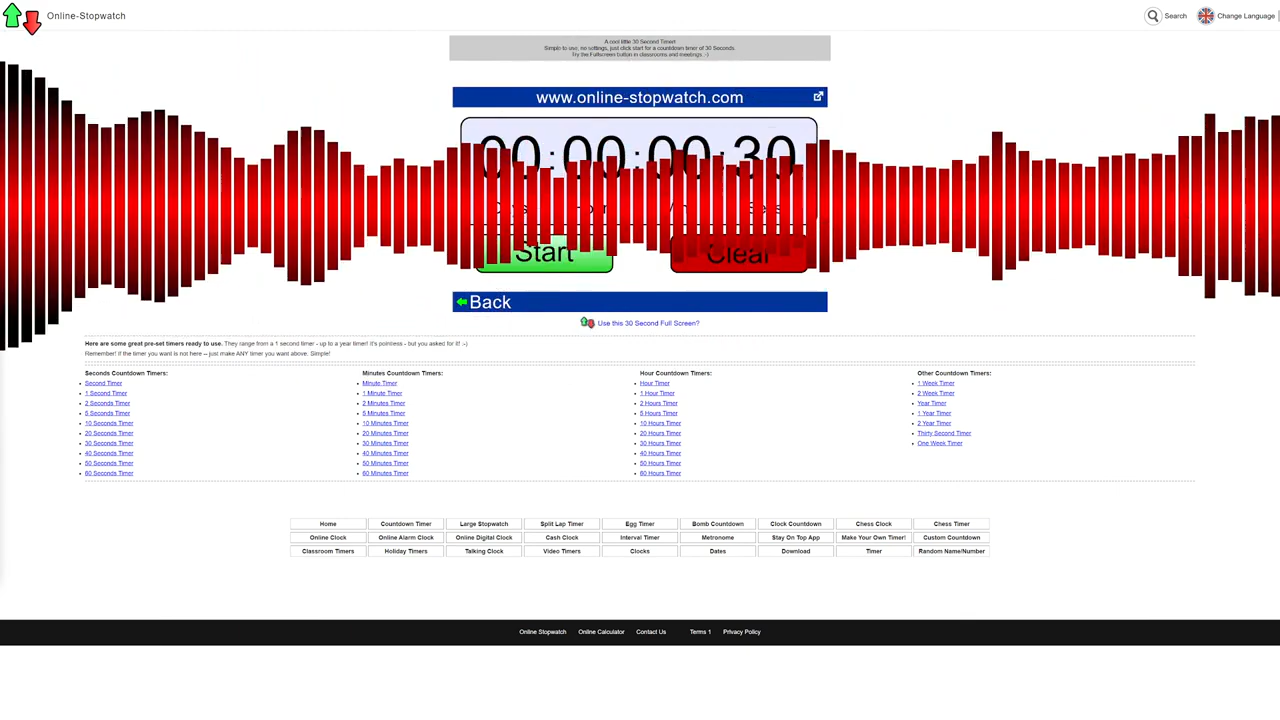 Online-Stopwatch
Search
Change Language
A cool little 30 Second Timer!
Simple to use, no settings, just click start for a countdown timer of 30 Seconds.
Try the Fullscreen button in classrooms and meetings :-)
www.online-stopwatch.com
00:00:00:30
Start
Clear
Back
Use this 30 Second Full Screen?
Here are some great pre-set timers ready to use. They range from a 1 second timer - up to a year timer! it's pointless - but you asked for it! :-)
Remember! if the timer you want is not here -- just make ANY timer you want above. Simple!
Seconds Countdown Timers:
Second Timer
1 Second Timer
2 Seconds Timer
5 Seconds Timer
10 Seconds Timer
20 Seconds Timer
30 Seconds Timer
40 Seconds Timer
50 Seconds Timer
60 Seconds Timer
Minutes Countdown Timers:
Minute Timer
1 Minute Timer
2 Minutes Timer
5 Minutes Timer
10 Minutes Timer
20 Minutes Timer
30 Minutes Timer
40 Minutes Timer
50 Minutes Timer
60 Minutes Timer
Hour Countdown Timers:
Hour Timer
1 Hour Timer
2 Hours Timer
5 Hours Timer
10 Hours Timer
20 Hours Timer
30 Hours Timer
40 Hours Timer
50 Hours Timer
60 Hours Timer
Other Countdown Timers:
1 Week Timer
2 Week Timer
Year Timer
1 Year Timer
2 Year Timer
Thirty Second Timer
One Week Timer
Home Countdown Timer Large Stopwatch Split Lap Timer Egg Timer Bomb Countdown Clock Countdown Chess Clock Chess Timer
Online Clock Online Alarm Clock Online Digital Clock Cash Clock Interval Timer Metronome Stay On Top App Make Your Own Timer! Custom Countdown
Classroom Timers Holiday Timers Talking Clock Video Timers Clocks Dates Download Timer Random Name/Number
Online Stopwatch Online Calculator Contact Us Terms 1 Privacy Policy